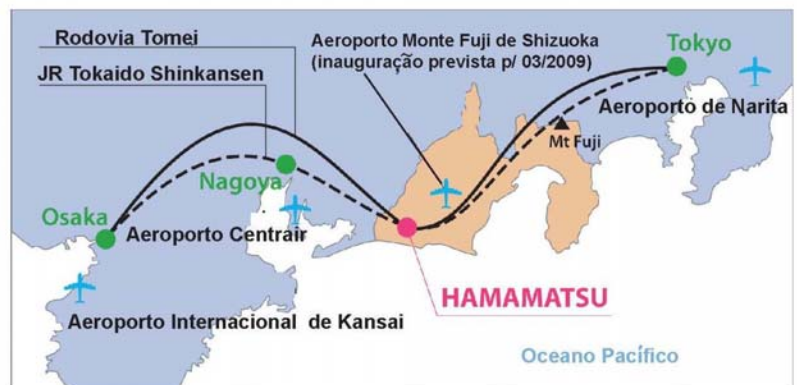 Rodovia Tomei
JR Tokaido Shinkansen
Aeroporto Monte Fuji de Shizuoka
(inauguração prevista p/ 03/2009)
Tokyo
Aeroporto de Narita
Mt Fuji
Nagoya
Osaka
Aeroporto Centrair
HAMAMATSU
Aeroporto Internacional de Kansai
Oceano Pacífico